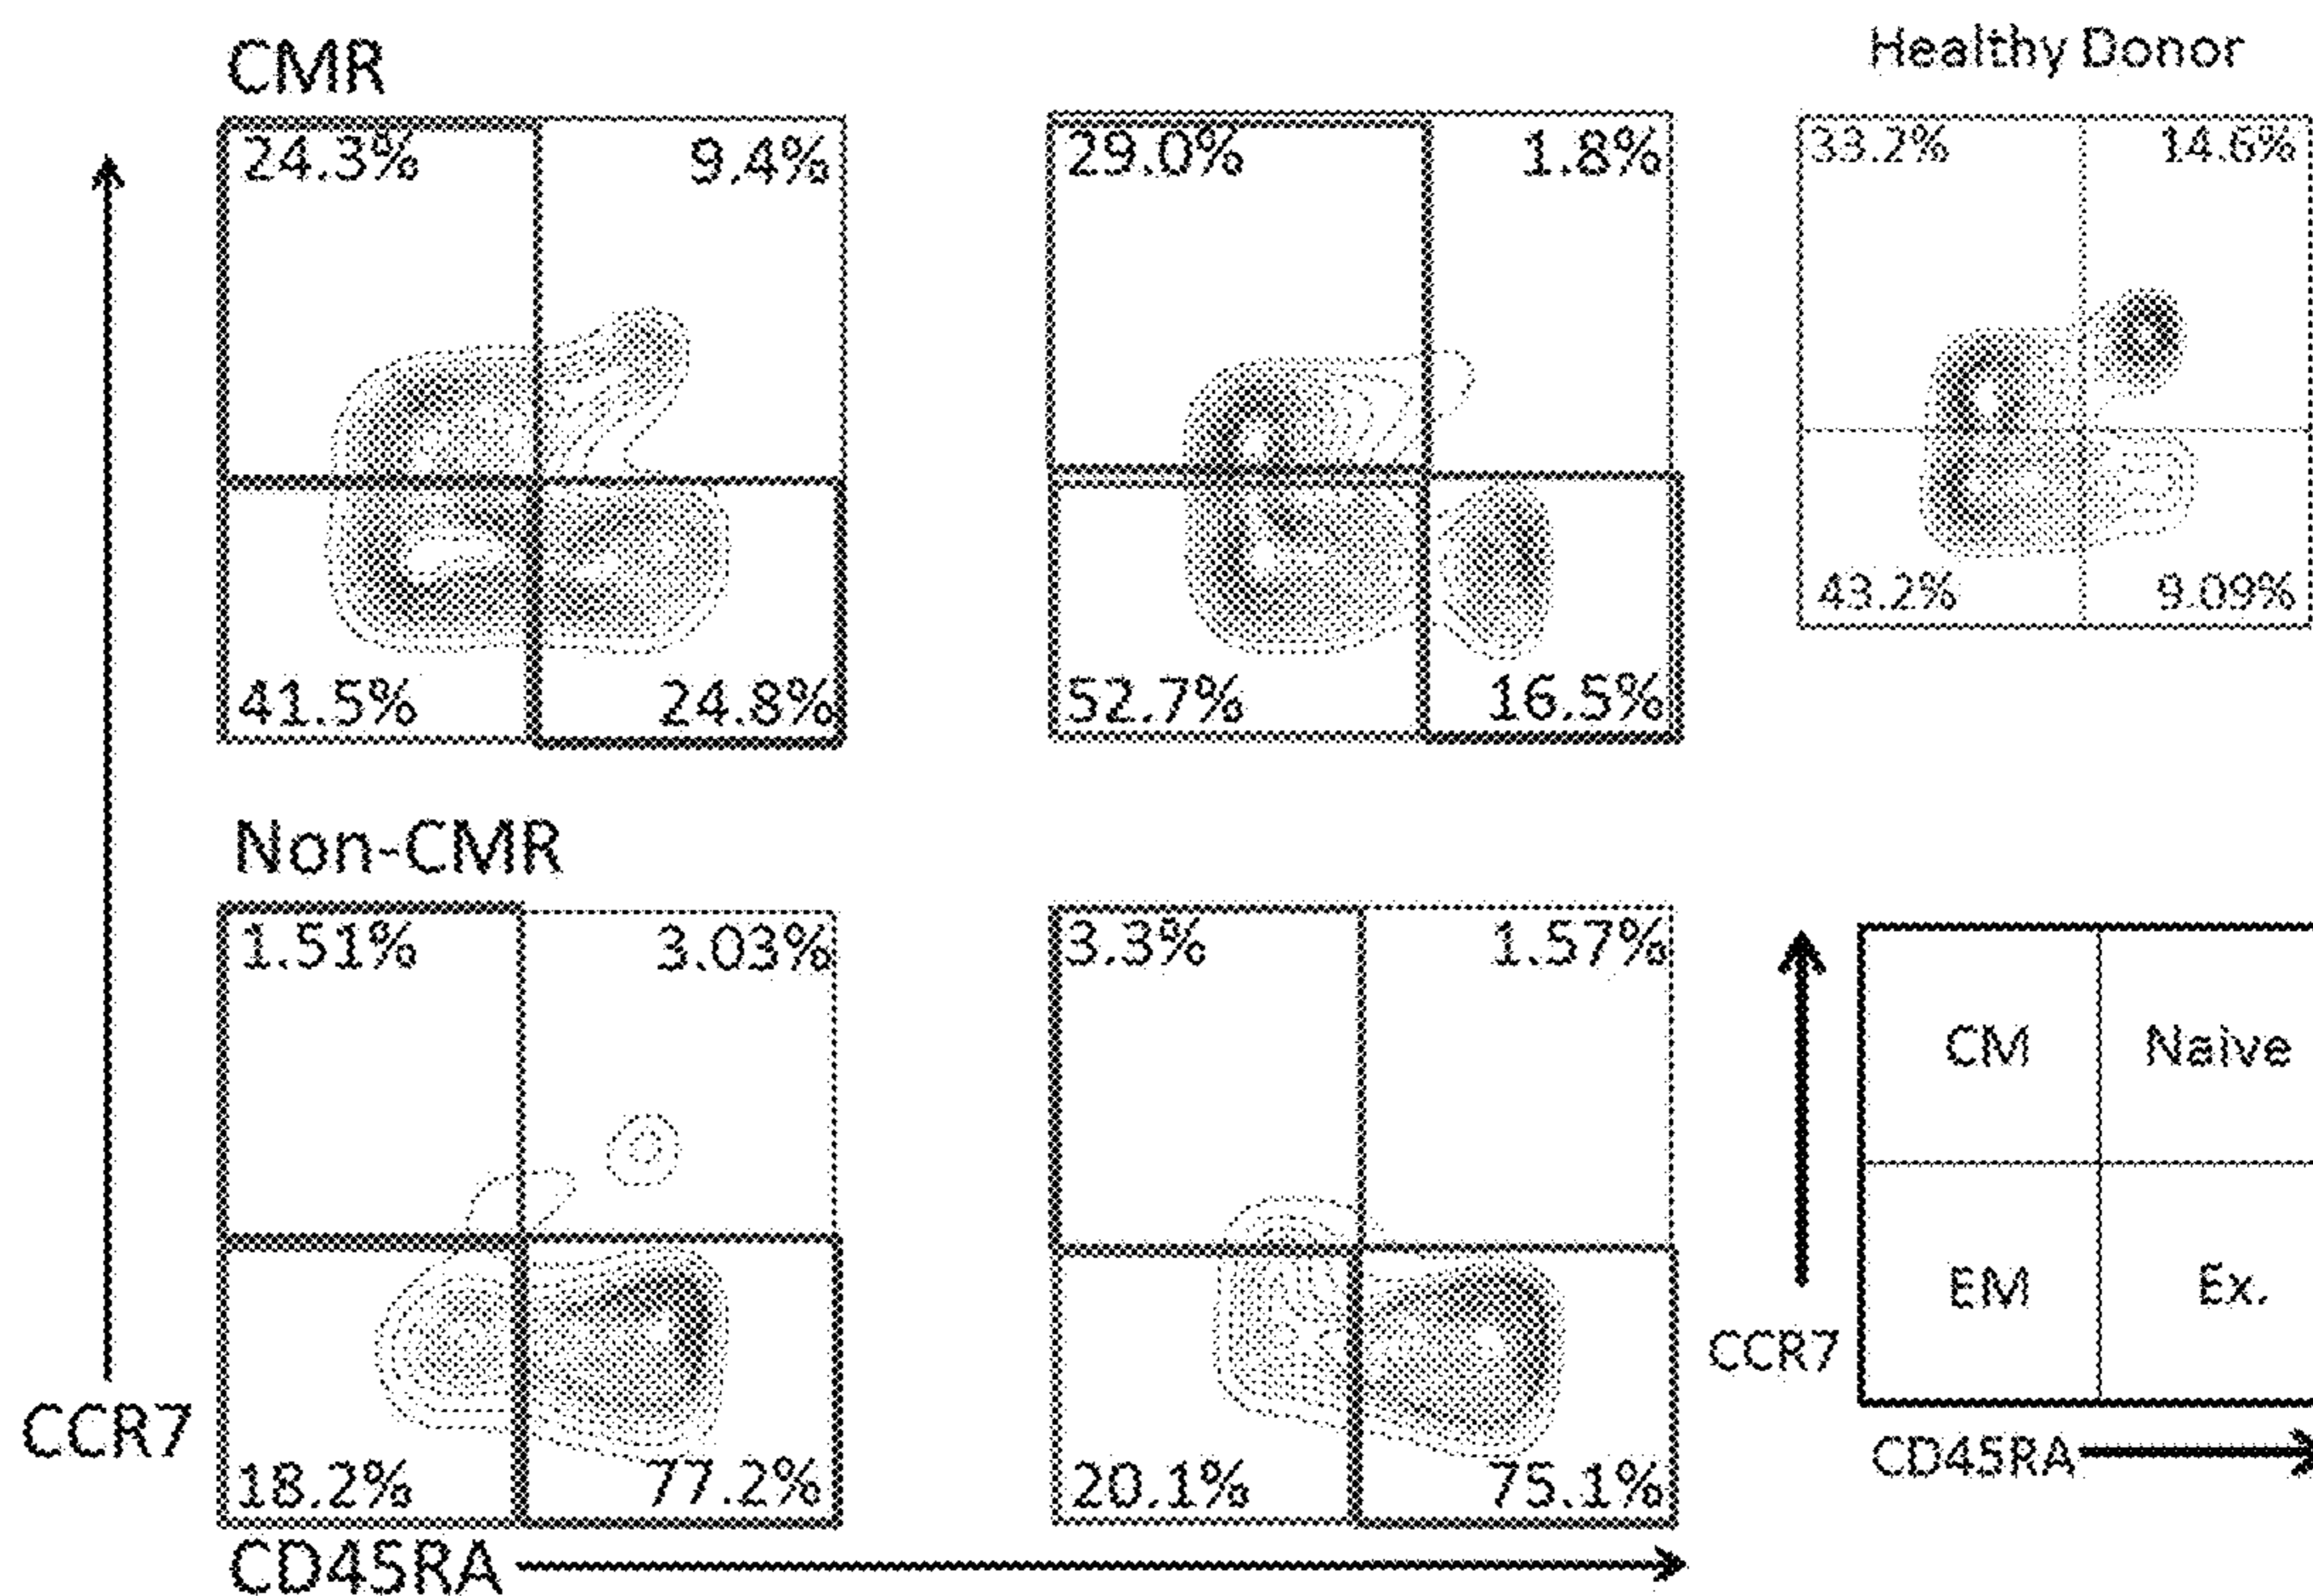 CMR
Healthy Donor
24.3% 9.4%
29.0% 1.8%
33.2% 14.6%
43.2% 9.09%
41.5% 24.8%
52.7% 16.5%
Non-CMR
1.51% 3.03%
3.3% 1.57%
CM Naive
EM Ex.
CCR7
CD45RA
CCR7
18.2% 77.2%
20.1% 75.1%
CD45RA